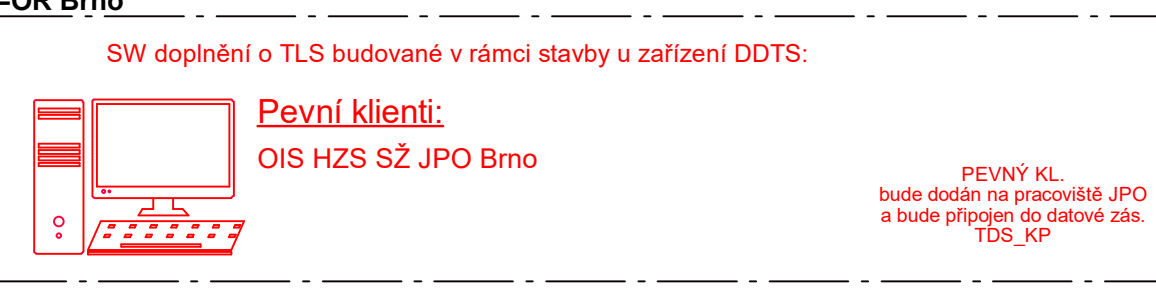 =OR Brno
SW doplnění o TLS budované v rámci stavby u zařízení DDTS:
Pevní klienti:
OIS HZS SŽ JPO Brno
PEVNÝ KL.
bude dodán na pracoviště JPO
a bude připojen do datové zás.
TDS_KP